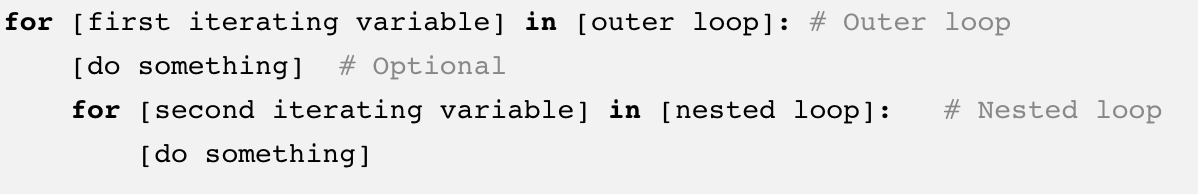 for [first iterating variable] in [outer loop]: # Outer loop
    [do something]  # Optional
    for [second iterating variable] in [nested loop]:   # Nested loop
        [do something]